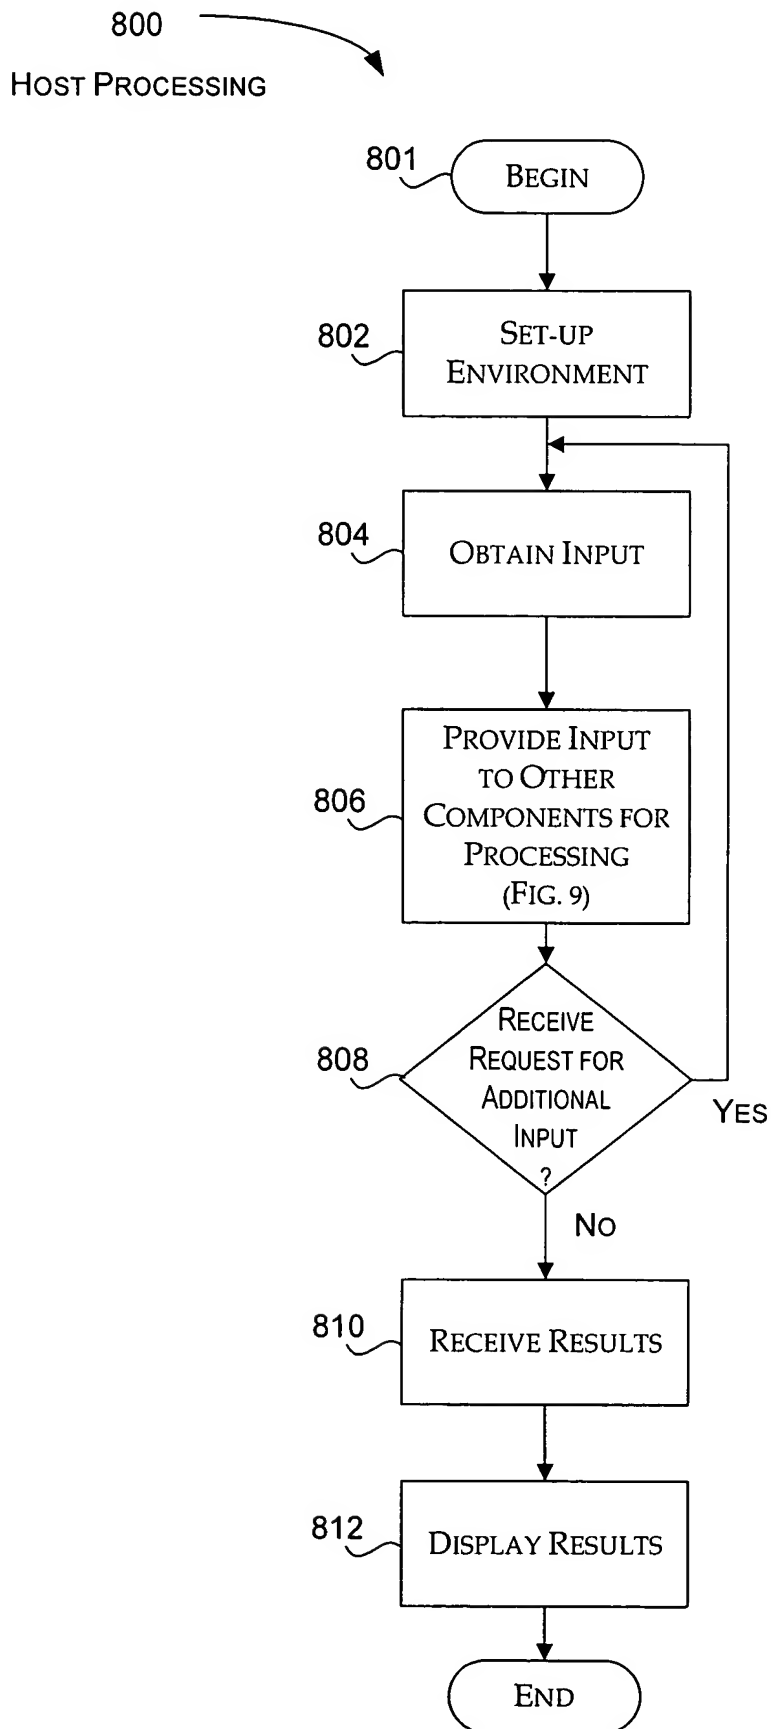 800
HOST PROCESSING
801
BEGIN
802
SET-UP
ENVIRONMENT
804
OBTAIN INPUT
806
PROVIDE INPUT
TO OTHER
COMPONENTS FOR
PROCESSING
(FIG. 9)
808
RECEIVE
REQUEST FOR
ADDITIONAL
INPUT
?
YES
NO
810
RECEIVE RESULTS
812
DISPLAY RESULTS
END